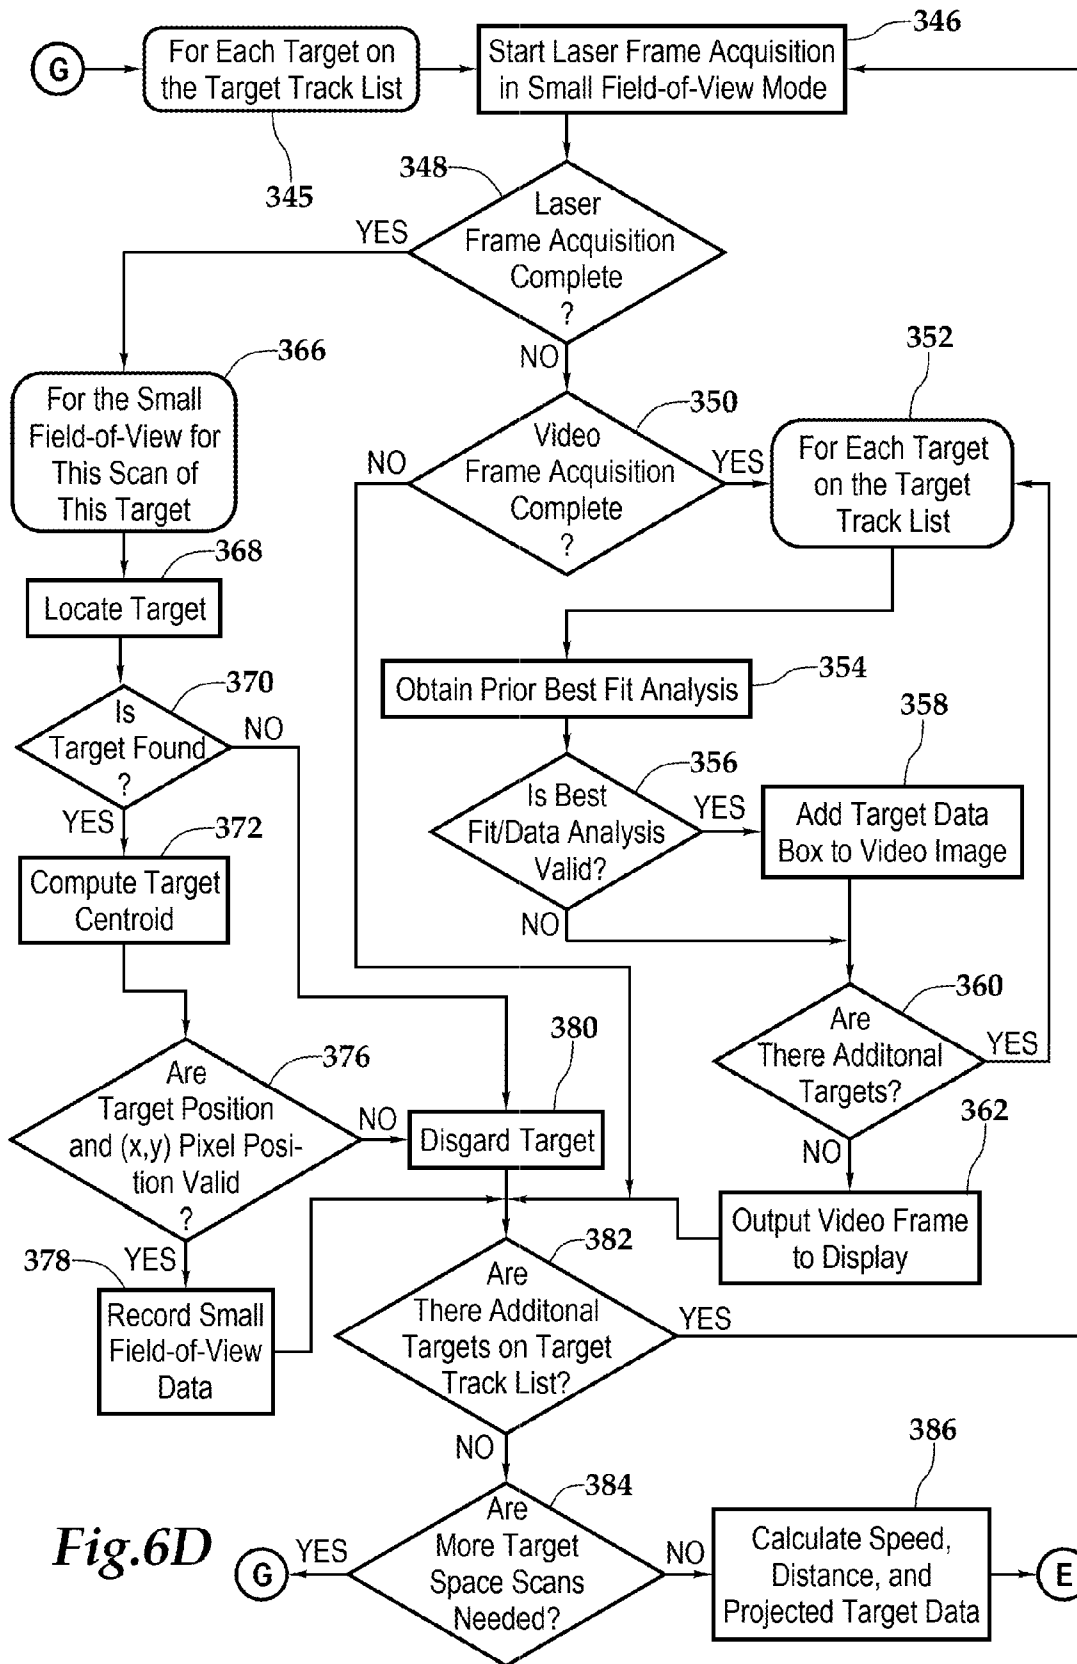 346
G
For Each Target on
the Target Track List
Start Laser Frame Acquisition
in Small Field-of-View Mode
345
348
YES
Laser
Frame Acquisition
Complete
?
NO
366
For the Small
Field-of-View for
This Scan of
This Target
350
NO
Video
Frame Acquisition
Complete
?
YES
352
For Each Target
on the Target
Track List
368
Locate Target
354
Obtain Prior Best Fit Analysis
370
Is
Target Found
?
NO
YES
356
Is Best
Fit/Data Analysis
Valid?
YES
NO
358
Add Target Data
Box to Video Image
372
Compute Target
Centroid
360
Are
There Additonal
Targets?
YES
NO
376
Are
Target Position
and (x,y) Pixel Posi-
tion Valid
?
NO
YES
380
Disgard Target
362
Output Video Frame
to Display
378
Record Small
Field-of-View
Data
382
Are
There Additonal
Targets on Target
Track List?
YES
NO
384
Are
More Target
Space Scans
Needed?
YES
G
NO
386
Calculate Speed,
Distance, and
Projected Target Data
E
Fig.6D